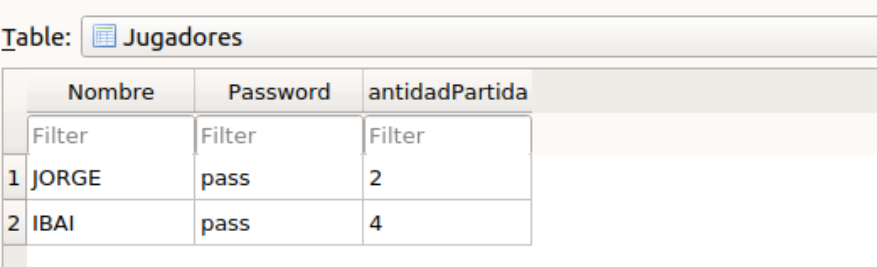 Table: Jugadores
Nombre Password antidadPartida
Filter Filter Filter
1 JORGE pass 2
2 IBAI pass 4